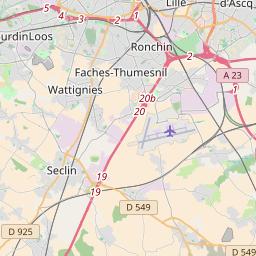 Lille
d'Ascq
5
4
3
2
1
ourdinLoos
Ronchin
2
Faches-Thumesnil
A 23
Wattignies
1
20b
20
Seclin
19
19
D 549
D 925
D 549